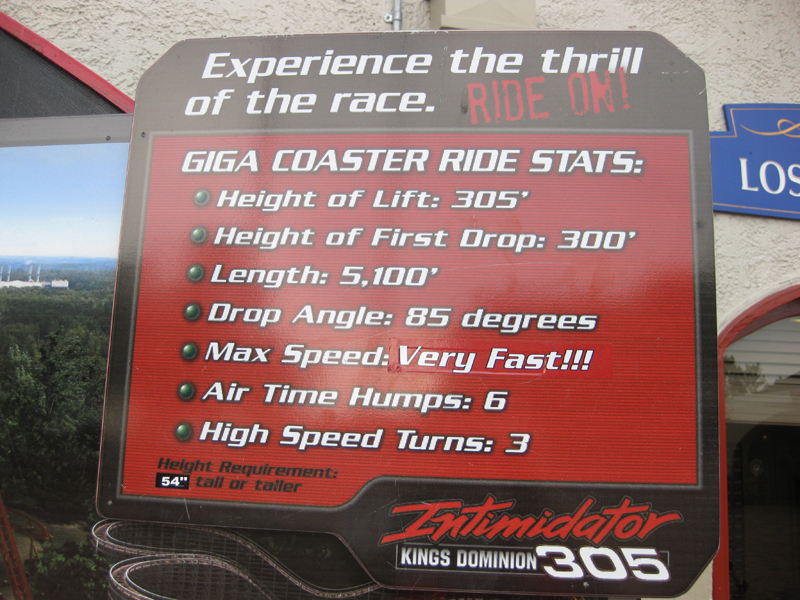 Experience the thrill
of the race. RIDE ON!
GIGA COASTER RIDE STATS:
Height of Lift: 305'
Height of First Drop: 300'
Length: 5,100'
Drop Angle: 85 degrees
Max Speed: Very Fast!!!
Air Time Humps: 6
High Speed Turns: 3
Height Requirement:
54" tall or taller
Intimidator
KINGS DOMINION 305
LOS